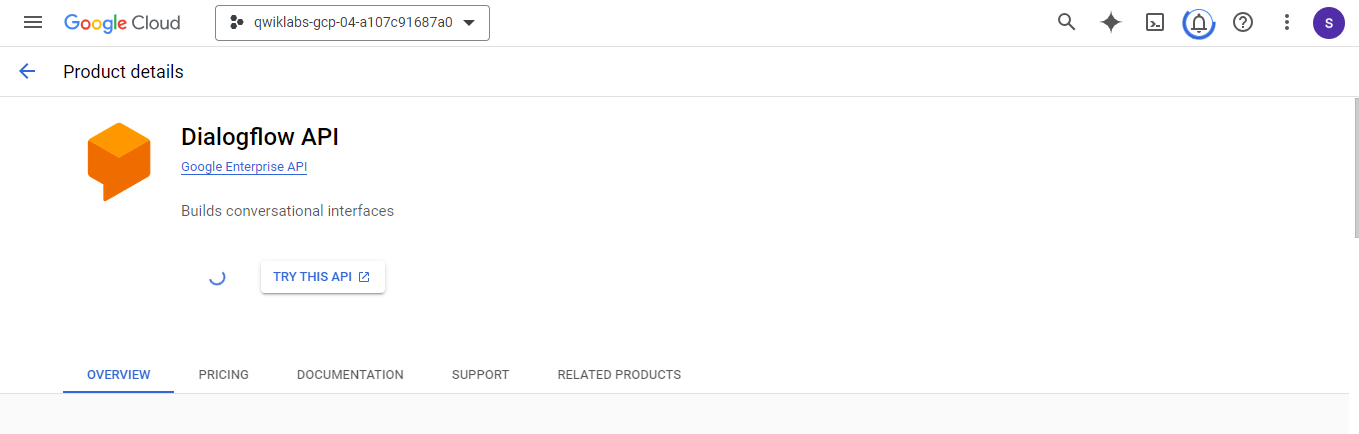 Google Cloud
qwiklabs-gcp-04-a107c91687a0
S
Product details
Dialogflow API
Google Enterprise API
Builds conversational interfaces
TRY THIS API
OVERVIEW PRICING DOCUMENTATION SUPPORT RELATED PRODUCTS